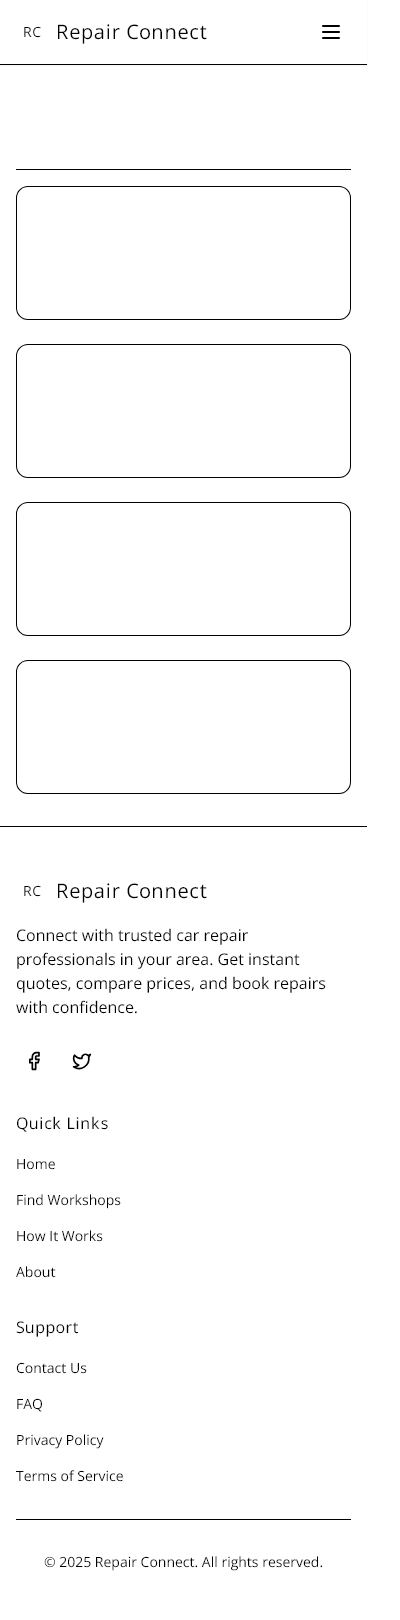 RC Repair Connect
RC Repair Connect
Connect with trusted car repair
professionals in your area. Get instant
quotes, compare prices, and book repairs
with confidence.
Quick Links
Home
Find Workshops
How It Works
About
Support
Contact Us
FAQ
Privacy Policy
Terms of Service
© 2025 Repair Connect. All rights reserved.